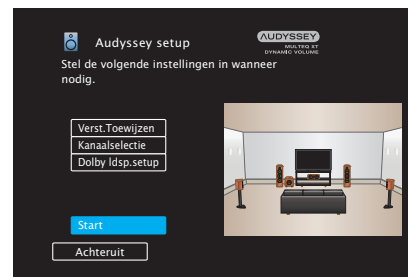 Audyssey setup
AUDYSSEY
MULTEQ XT
DYNAMIC VOLUME
Stel de volgende instellingen in wanneer
nodig.
Verst.Toewijzen
Kanaalselectie
Dolby ldsp.setup
Start
Achteruit